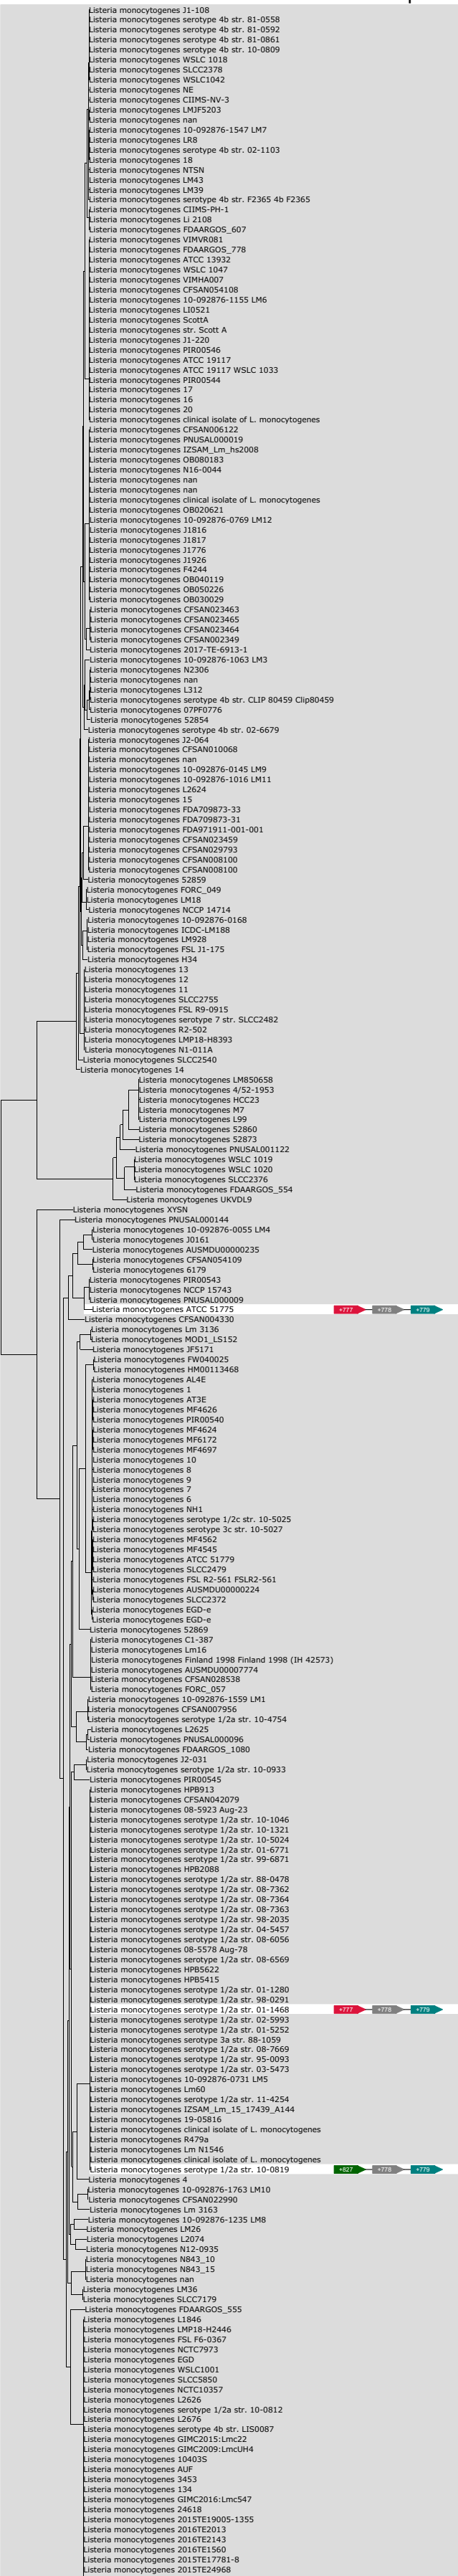 Listeria monocytogenes J1-108
Listeria monocytogenes serotype 4b str. 81-0558
Listeria monocytogenes serotype 4b str. 81-0592
Listeria monocytogenes serotype 4b str. 81-0861
Listeria monocytogenes serotype 4b str. 10-0809
Listeria monocytogenes WSLC 1018
Listeria monocytogenes SLCC2378
Listeria monocytogenes WSLC1042
Listeria monocytogenes NE
Listeria monocytogenes CIIMS-NV-3
Listeria monocytogenes LMJF5203
Listeria monocytogenes nan
Listeria monocytogenes 10-092876-1547 LM7
Listeria monocytogenes LR8
Listeria monocytogenes serotype 4b str. 02-1103
Listeria monocytogenes 18
Listeria monocytogenes NTSN
Listeria monocytogenes LM43
Listeria monocytogenes LM39
Listeria monocytogenes serotype 4b str. F2365 4b F2365
Listeria monocytogenes CIIMS-PH-1
Listeria monocytogenes Li 2108
Listeria monocytogenes FDAARGOS_607
Listeria monocytogenes VIMVR081
Listeria monocytogenes FDAARGOS_778
Listeria monocytogenes ATCC 13932
Listeria monocytogenes WSLC 1047
Listeria monocytogenes VIMHA007
Listeria monocytogenes CFSAN054108
Listeria monocytogenes 10-092876-1155 LM6
Listeria monocytogenes LI0521
Listeria monocytogenes ScottA
Listeria monocytogenes str. Scott A
Listeria monocytogenes J1-220
Listeria monocytogenes PIR00546
Listeria monocytogenes ATCC 19117
Listeria monocytogenes ATCC 19117 WSLC 1033
Listeria monocytogenes PIR00544
Listeria monocytogenes 17
Listeria monocytogenes 16
Listeria monocytogenes 20
Listeria monocytogenes clinical isolate of L. monocytogenes
Listeria monocytogenes CFSAN006122
Listeria monocytogenes PNUSAL000019
Listeria monocytogenes IZSAM_Lm_hs2008
Listeria monocytogenes OB080183
Listeria monocytogenes N16-0044
Listeria monocytogenes nan
Listeria monocytogenes nan
Listeria monocytogenes clinical isolate of L. monocytogenes
Listeria monocytogenes OB020621
Listeria monocytogenes 10-092876-0769 LM12
Listeria monocytogenes J1816
Listeria monocytogenes J1817
Listeria monocytogenes J1776
Listeria monocytogenes J1926
Listeria monocytogenes F4244
Listeria monocytogenes OB040119
Listeria monocytogenes OB050226
Listeria monocytogenes OB030029
Listeria monocytogenes CFSAN023463
Listeria monocytogenes CFSAN023465
Listeria monocytogenes CFSAN023464
Listeria monocytogenes CFSAN002349
Listeria monocytogenes 2017-TE-6913-1
Listeria monocytogenes 10-092876-1063 LM3
Listeria monocytogenes N2306
Listeria monocytogenes nan
Listeria monocytogenes L312
Listeria monocytogenes serotype 4b str. CLIP 80459 Clip80459
Listeria monocytogenes 07PF0776
Listeria monocytogenes 52854
Listeria monocytogenes serotype 4b str. 02-6679
Listeria monocytogenes J2-064
Listeria monocytogenes CFSAN010068
Listeria monocytogenes nan
Listeria monocytogenes 10-092876-0145 LM9
Listeria monocytogenes 10-092876-1016 LM11
Listeria monocytogenes L2624
Listeria monocytogenes 15
Listeria monocytogenes FDA709873-33
Listeria monocytogenes FDA709873-31
Listeria monocytogenes FDA971911-001-001
Listeria monocytogenes CFSAN023459
Listeria monocytogenes CFSAN029793
Listeria monocytogenes CFSAN008100
Listeria monocytogenes CFSAN008100
Listeria monocytogenes 52859
Listeria monocytogenes FORC_049
Listeria monocytogenes LM18
Listeria monocytogenes NCCP 14714
Listeria monocytogenes 10-092876-0168
Listeria monocytogenes ICDC-LM188
Listeria monocytogenes LM928
Listeria monocytogenes FSL J1-175
Listeria monocytogenes H34
Listeria monocytogenes 13
Listeria monocytogenes 12
Listeria monocytogenes 11
Listeria monocytogenes SLCC2755
Listeria monocytogenes FSL R9-0915
Listeria monocytogenes serotype 7 str. SLCC2482
Listeria monocytogenes R2-502
Listeria monocytogenes LMP18-H8393
Listeria monocytogenes N1-011A
Listeria monocytogenes SLCC2540
Listeria monocytogenes 14
Listeria monocytogenes LM850658
Listeria monocytogenes 4/52-1953
Listeria monocytogenes HCC23
Listeria monocytogenes M7
Listeria monocytogenes L99
Listeria monocytogenes 52860
Listeria monocytogenes 52873
Listeria monocytogenes PNUSAL001122
Listeria monocytogenes WSLC 1019
Listeria monocytogenes WSLC 1020
Listeria monocytogenes SLCC2376
Listeria monocytogenes FDAARGOS_554
Listeria monocytogenes UKVDL9
Listeria monocytogenes XYSN
Listeria monocytogenes PNUSAL000144
Listeria monocytogenes 10-092876-0055 LM4
Listeria monocytogenes J0161
Listeria monocytogenes AUSMDU00000235
Listeria monocytogenes CFSAN054109
Listeria monocytogenes 6179
Listeria monocytogenes PIR00543
Listeria monocytogenes NCCP 15743
Listeria monocytogenes PNUSAL000009
Listeria monocytogenes ATCC 51775 +777 +778 +779
Listeria monocytogenes CFSAN004330
Listeria monocytogenes Lm 3136
Listeria monocytogenes MOD1_LS152
Listeria monocytogenes JF5171
Listeria monocytogenes FW040025
Listeria monocytogenes HM00113468
Listeria monocytogenes AL4E
Listeria monocytogenes 1
Listeria monocytogenes AT3E
Listeria monocytogenes MF4626
Listeria monocytogenes PIR00540
Listeria monocytogenes MF4624
Listeria monocytogenes MF6172
Listeria monocytogenes MF4697
Listeria monocytogenes 10
Listeria monocytogenes 8
Listeria monocytogenes 9
Listeria monocytogenes 7
Listeria monocytogenes 6
Listeria monocytogenes NH1
Listeria monocytogenes serotype 1/2c str. 10-5025
Listeria monocytogenes serotype 3c str. 10-5027
Listeria monocytogenes MF4562
Listeria monocytogenes MF4545
Listeria monocytogenes ATCC 51779
Listeria monocytogenes SLCC2479
Listeria monocytogenes FSL R2-561 FSLR2-561
Listeria monocytogenes AUSMDU00000224
Listeria monocytogenes SLCC2372
Listeria monocytogenes EGD-e
Listeria monocytogenes EGD-e
Listeria monocytogenes 52869
Listeria monocytogenes C1-387
Listeria monocytogenes Lm16
Listeria monocytogenes Finland 1998 Finland 1998 (IH 42573)
Listeria monocytogenes AUSMDU00007774
Listeria monocytogenes CFSAN028538
Listeria monocytogenes FORC_057
Listeria monocytogenes 10-092876-1559 LM1
Listeria monocytogenes CFSAN007956
Listeria monocytogenes serotype 1/2a str. 10-4754
Listeria monocytogenes L2625
Listeria monocytogenes PNUSAL000096
Listeria monocytogenes FDAARGOS_1080
Listeria monocytogenes J2-031
Listeria monocytogenes serotype 1/2a str. 10-0933
Listeria monocytogenes PIR00545
Listeria monocytogenes HPB913
Listeria monocytogenes CFSAN042079
Listeria monocytogenes 08-5923 Aug-23
Listeria monocytogenes serotype 1/2a str. 10-1046
Listeria monocytogenes serotype 1/2a str. 10-1321
Listeria monocytogenes serotype 1/2a str. 10-5024
Listeria monocytogenes serotype 1/2a str. 01-6771
Listeria monocytogenes serotype 1/2a str. 99-6871
Listeria monocytogenes HPB2088
Listeria monocytogenes serotype 1/2a str. 88-0478
Listeria monocytogenes serotype 1/2a str. 08-7362
Listeria monocytogenes serotype 1/2a str. 08-7364
Listeria monocytogenes serotype 1/2a str. 08-7363
Listeria monocytogenes serotype 1/2a str. 98-2035
Listeria monocytogenes serotype 1/2a str. 04-5457
Listeria monocytogenes serotype 1/2a str. 08-6056
Listeria monocytogenes 08-5578 Aug-78
Listeria monocytogenes serotype 1/2a str. 08-6569
Listeria monocytogenes HPB5622
Listeria monocytogenes HPB5415
Listeria monocytogenes serotype 1/2a str. 01-1280
Listeria monocytogenes serotype 1/2a str. 98-0291
Listeria monocytogenes serotype 1/2a str. 01-1468 +777 +778 +779
Listeria monocytogenes serotype 1/2a str. 02-5993
Listeria monocytogenes serotype 1/2a str. 01-5252
Listeria monocytogenes serotype 3a str. 88-1059
Listeria monocytogenes serotype 1/2a str. 08-7669
Listeria monocytogenes serotype 1/2a str. 95-0093
Listeria monocytogenes serotype 1/2a str. 03-5473
Listeria monocytogenes 10-092876-0731 LM5
Listeria monocytogenes Lm60
Listeria monocytogenes serotype 1/2a str. 11-4254
Listeria monocytogenes IZSAM_Lm_15_17439_A144
Listeria monocytogenes 19-05816
Listeria monocytogenes clinical isolate of L. monocytogenes
Listeria monocytogenes R479a
Listeria monocytogenes Lm N1546
Listeria monocytogenes clinical isolate of L. monocytogenes
Listeria monocytogenes serotype 1/2a str. 10-0819 +827 +778 +779
Listeria monocytogenes 4
Listeria monocytogenes 10-092876-1763 LM10
Listeria monocytogenes CFSAN022990
Listeria monocytogenes Lm 3163
Listeria monocytogenes 10-092876-1235 LM8
Listeria monocytogenes LM26
Listeria monocytogenes L2074
Listeria monocytogenes N12-0935
Listeria monocytogenes N843_10
Listeria monocytogenes N843_15
Listeria monocytogenes nan
Listeria monocytogenes LM36
Listeria monocytogenes SLCC7179
Listeria monocytogenes FDAARGOS_555
Listeria monocytogenes L1846
Listeria monocytogenes LMP18-H2446
Listeria monocytogenes FSL F6-0367
Listeria monocytogenes NCTC7973
Listeria monocytogenes EGD
Listeria monocytogenes WSLC1001
Listeria monocytogenes SLCC5850
Listeria monocytogenes NCTC10357
Listeria monocytogenes L2626
Listeria monocytogenes serotype 1/2a str. 10-0812
Listeria monocytogenes L2676
Listeria monocytogenes serotype 4b str. LIS0087
Listeria monocytogenes GIMC2015:Lmc22
Listeria monocytogenes GIMC2009:LmcUH4
Listeria monocytogenes 10403S
Listeria monocytogenes AUF
Listeria monocytogenes 3453
Listeria monocytogenes 134
Listeria monocytogenes GIMC2016:Lmc547
Listeria monocytogenes 24618
Listeria monocytogenes 2015TE19005-1355
Listeria monocytogenes 2016TE2013
Listeria monocytogenes 2016TE2143
Listeria monocytogenes 2016TE1560
Listeria monocytogenes 2015TE17781-8
Listeria monocytogenes 2015TE24968